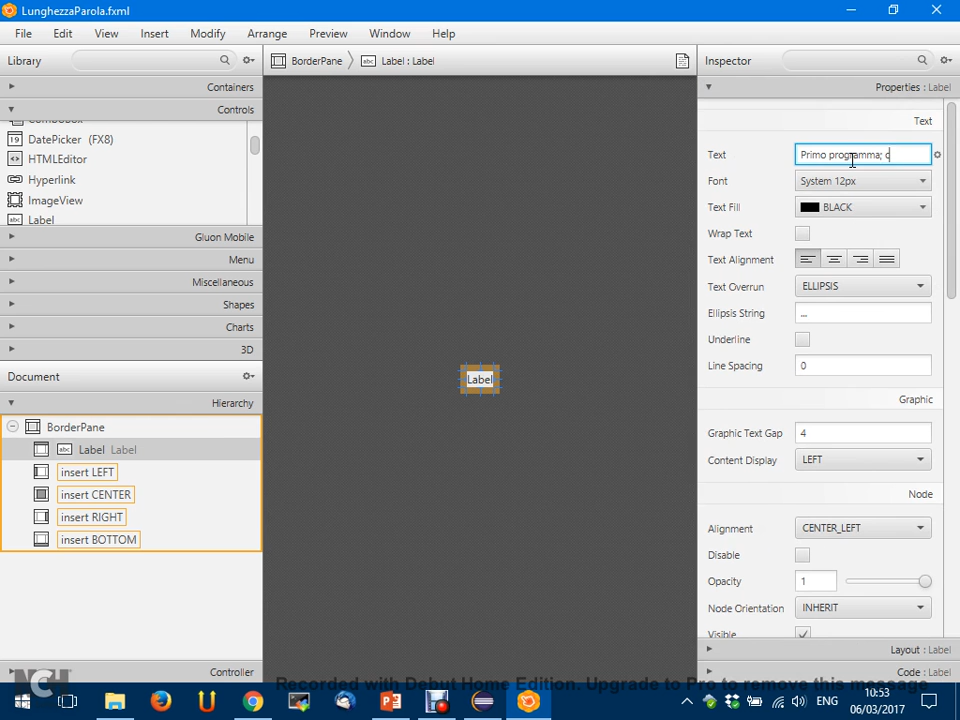 LunghezzaParola.fxml
File Edit View Insert Modify Arrange Preview Window Help
Library
BorderPane Label : Label
Inspector
Containers
Controls
ComboBox
DatePicker (FX8)
HTMLEditor
Hyperlink
ImageView
abc Label
Gluon Mobile
Menu
Miscellaneous
Shapes
Charts
3D
Document
Hierarchy
BorderPane
abc Label Label
insert LEFT
insert CENTER
insert RIGHT
insert BOTTOM
Controller
Label
Properties : Label
Text
Text Primo programma; c
Font System 12px
Text Fill BLACK
Wrap Text
Text Alignment
Text Overrun ELLIPSIS
Ellipsis String ...
Underline
Line Spacing 0
Graphic
Graphic Text Gap 4
Content Display LEFT
Node
Alignment CENTER_LEFT
Disable
Opacity 1
Node Orientation INHERIT
Visible
Layout : Label
Code : Label
NCH
Recorded with Debut Home Edition. Upgrade to Pro to remove this message
ENG
10:53
06/03/2017